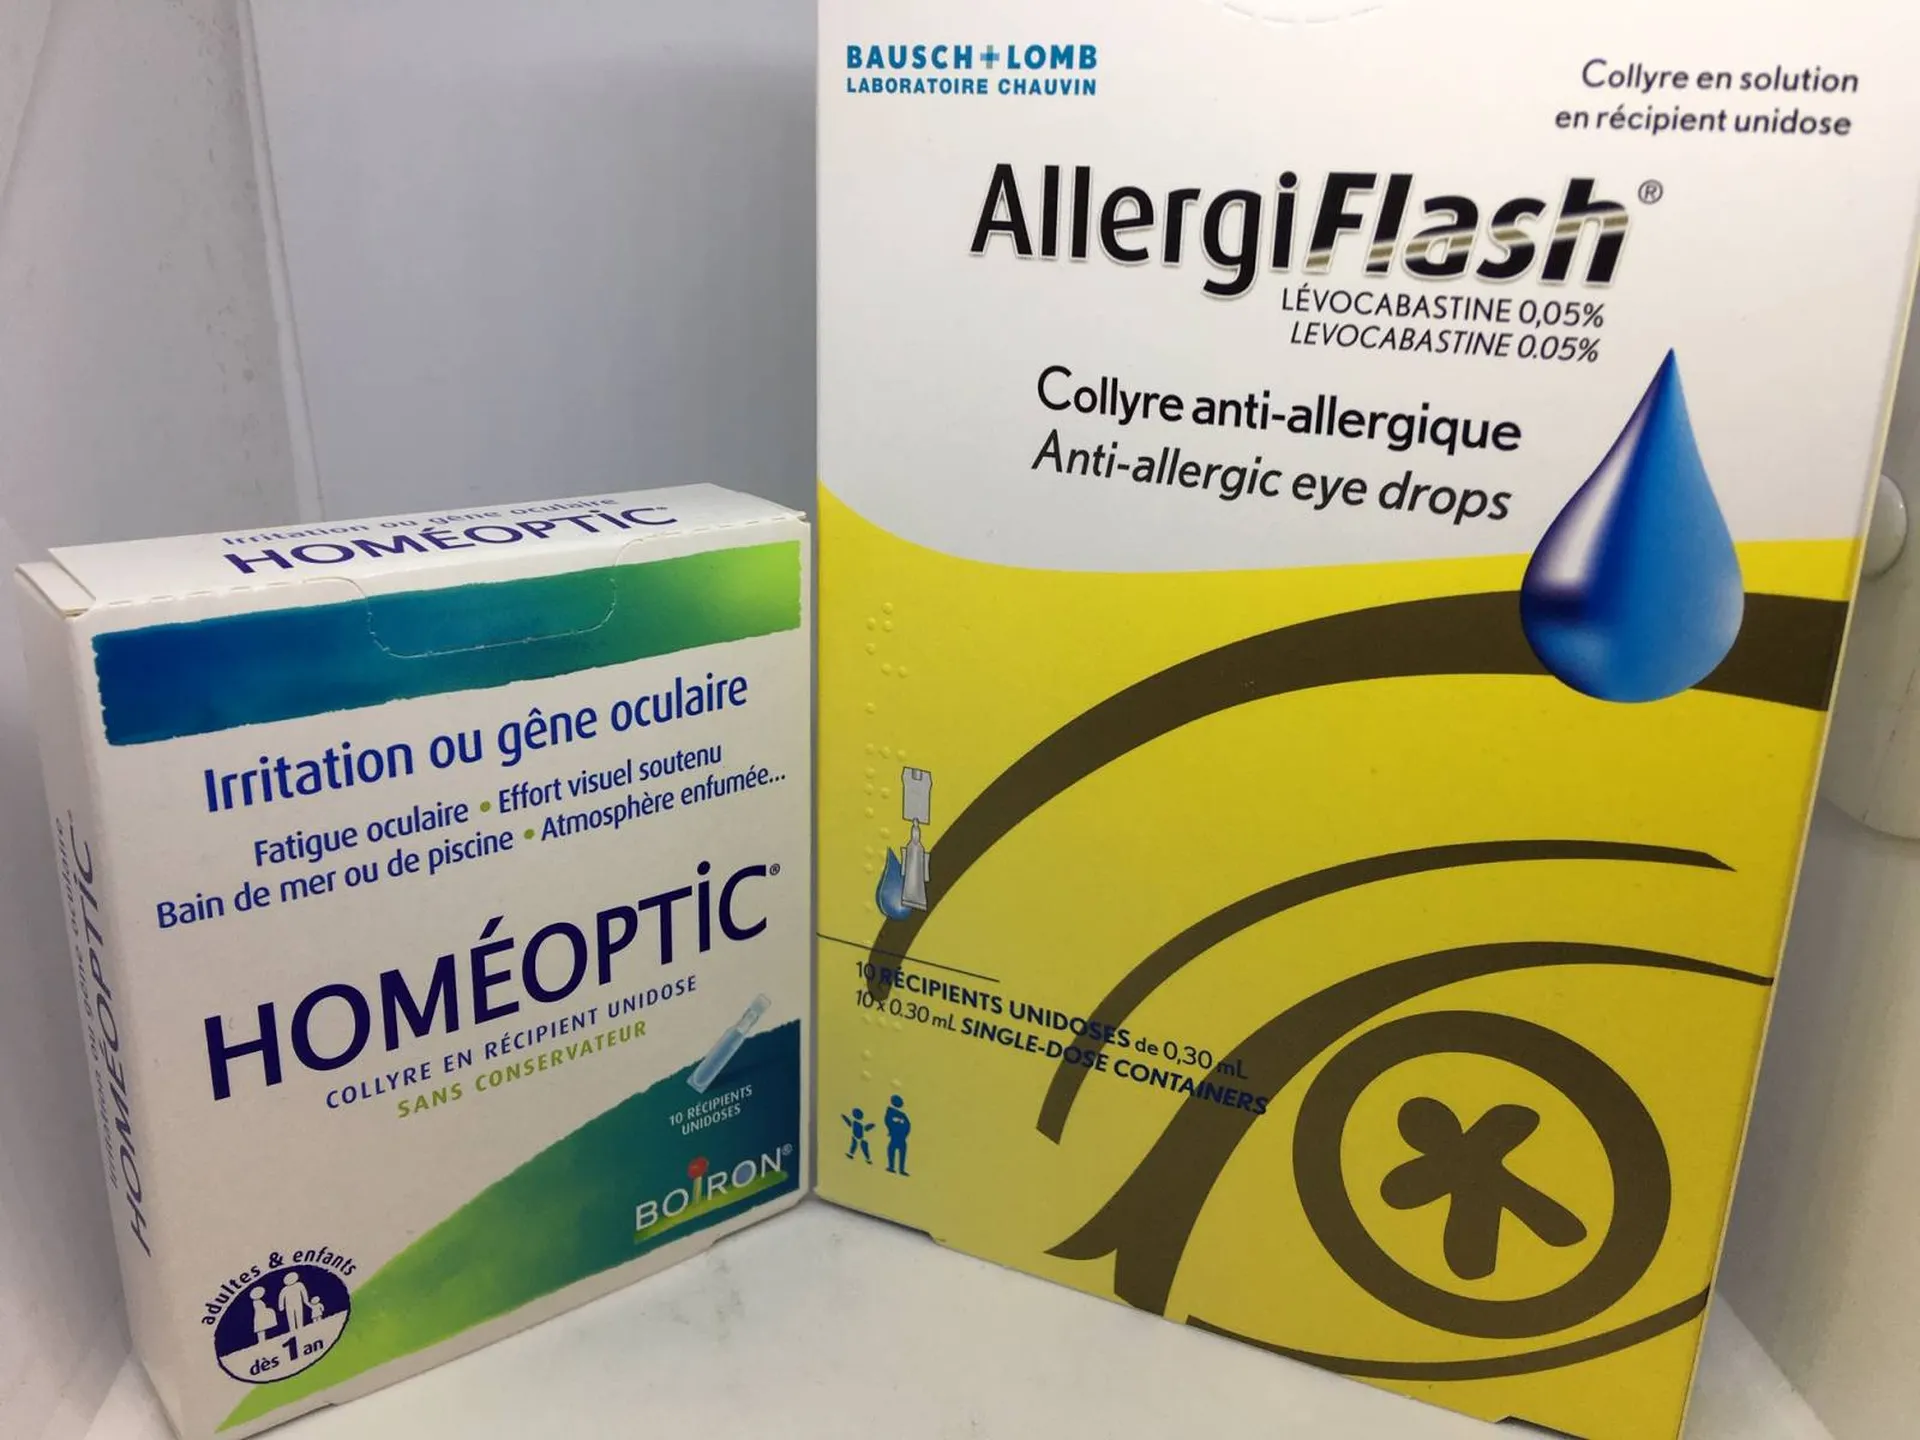 Irritation ou gêne oculaire
HOMÉOPTIC®
Irritation ou gêne oculaire
Fatigue oculaire • Effort visuel soutenu
Bain de mer ou de piscine • Atmosphère enfumée...
HOMÉOPTIC®
COLLYRE EN RÉCIPIENT UNIDOSE
SANS CONSERVATEUR
10 RÉCIPIENTS
UNIDOSES
BOIRON®
adultes & enfants
dès 1 an
Irritation ou gêne oculaire
HOMÉOPTIC
BAUSCH+LOMB
LABORATOIRE CHAUVIN
Collyre en solution
en récipient unidose
AllergiFlash®
LÉVOCABASTINE 0,05%
LEVOCABASTINE 0.05%
Collyre anti-allergique
Anti-allergic eye drops
10 RÉCIPIENTS UNIDOSES de 0,30 mL
10 x 0.30 mL SINGLE-DOSE CONTAINERS